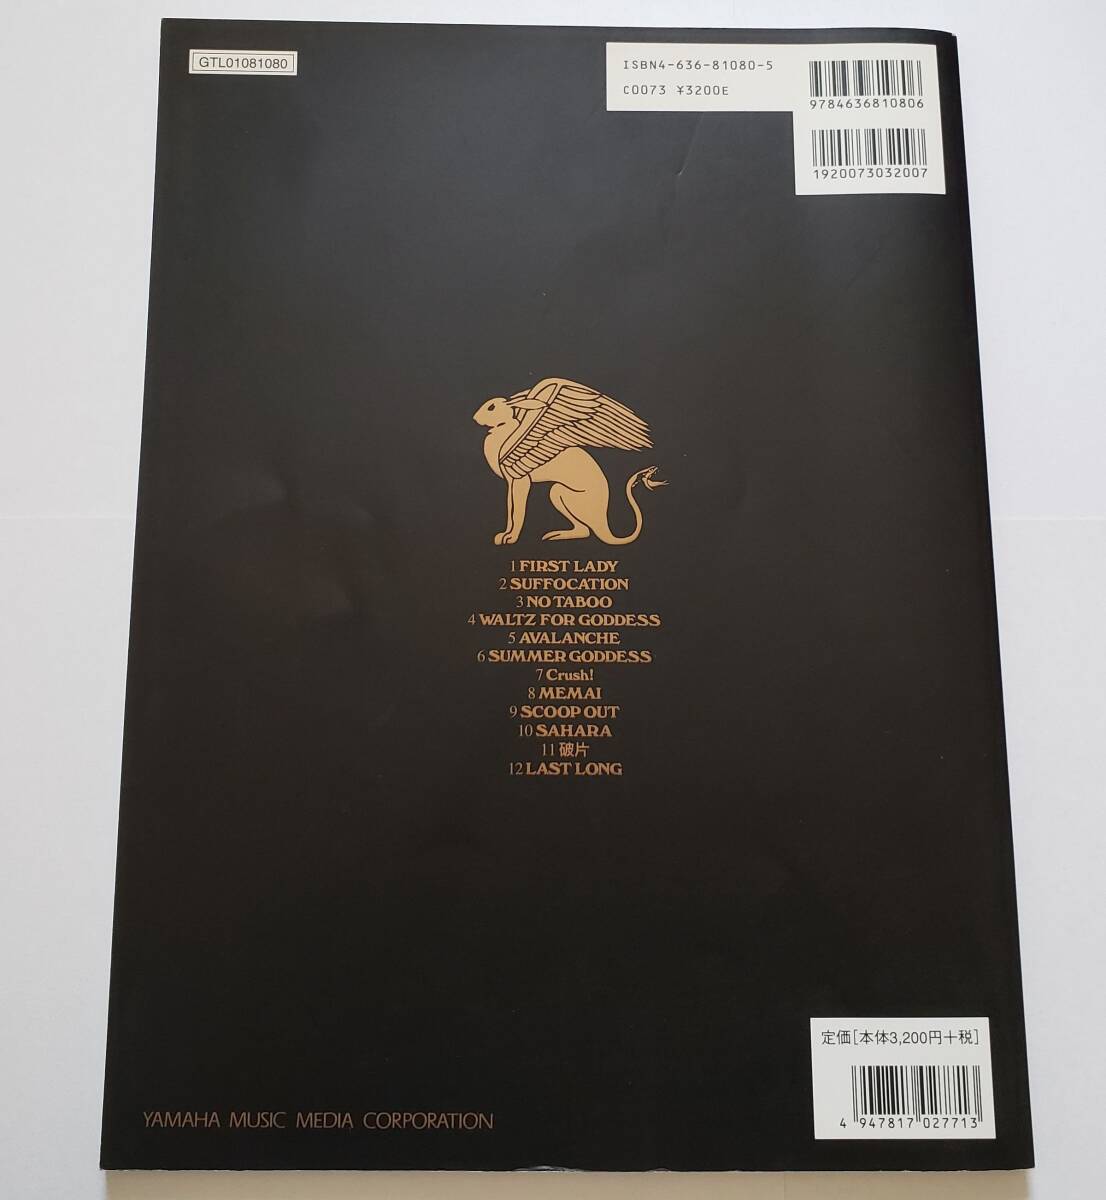 GTL01081080
ISBN4-636-81080-5
C0073 ¥3200E
9784636810806
1920073032007
1 FIRST LADY
2 SUFFOCATION
3 NO TABOO
4 WALTZ FOR GODDESS
5 AVALANCHE
6 SUMMER GODDESS
7 Crush!
8 MEMAI
9 SCOOP OUT
10 SAHARA
11 破片
12 LAST LONG
定価[本体3,200円+税]
4 947817 027713
YAMAHA MUSIC MEDIA CORPORATION